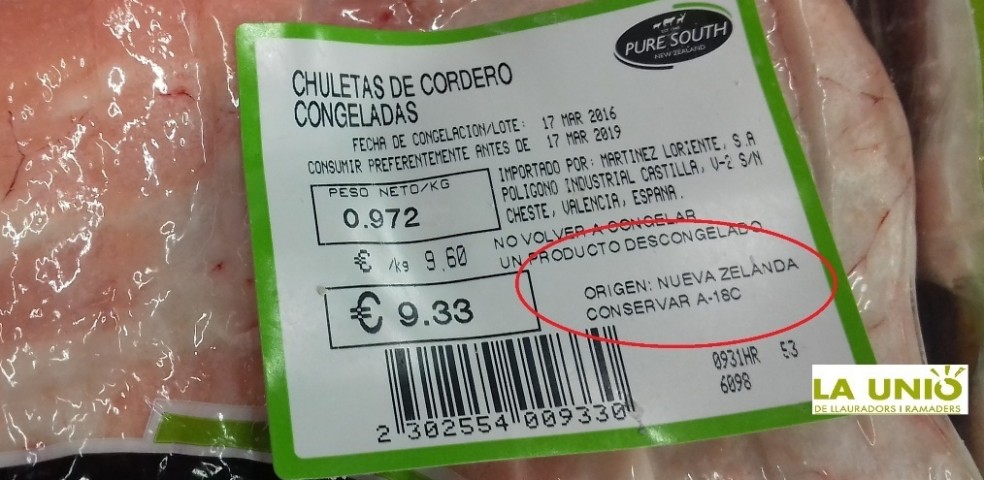 PURE SOUTH
NEW ZEALAND
CHULETAS DE CORDERO
CONGELADAS
FECHA DE CONGELACION/LOTE: 17 MAR 2016
CONSUMIR PREFERENTEMENTE ANTES DE 17 MAR 2019
PESO NETO/KG
0.972
€ /kg 9.60
€ 9.33
IMPORTADO POR: MARTINEZ LORIENTE, S.A
POLIGONO INDUSTRIAL CASTILLA, V-2 S/N
CHESTE, VALENCIA, ESPANA.
NO VOLVER A CONGELAR
UN PRODUCTO DESCONGELADO
ORIGEN: NUEVA ZELANDA
CONSERVAR A-18C
0931HR 53
6098
2 302554 009330
LA UNIÓ
DE LLAURADORS I RAMADERS